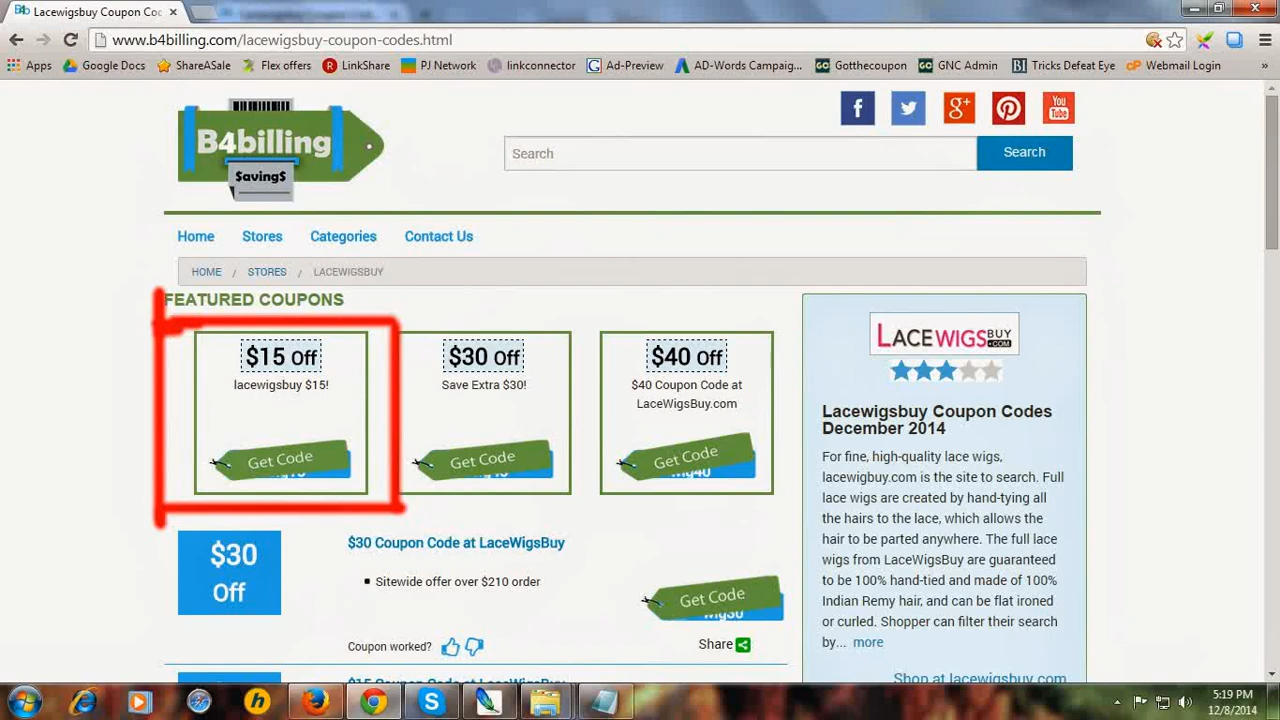 Lacewigsbuy Coupon Co
www.b4billing.com/lacewigsbuy-coupon-codes.html
Apps
Google Docs
ShareASale
Flex offers
LinkShare
PJ Network
linkconnector
Ad-Preview
AD-Words Campaig...
Gotthecoupon
GNC Admin
Tricks Defeat Eye
Webmail Login
»
B4billing
$aving$
Search
Search
Home
Stores
Categories
Contact Us
HOME / STORES / LACEWIGSBUY
FEATURED COUPONS
$15 Off
lacewigsbuy $15!
Get Code
$30 Off
Save Extra $30!
Get Code
$40 Off
$40 Coupon Code at
LaceWigsBuy.com
Get Code
$30
Off
$30 Coupon Code at LaceWigsBuy
Sitewide offer over $210 order
Get Code
Coupon worked?
Share
$15 Coupon Code at LaceWigsBuy
LACEWIGSBUY
.COM
Lacewigsbuy Coupon Codes
December 2014
For fine, high-quality lace wigs,
lacewigbuy.com is the site to search. Full
lace wigs are created by hand-tying all
the hairs to the lace, which allows the
hair to be parted anywhere. The full lace
wigs from LaceWigsBuy are guaranteed
to be 100% hand-tied and made of 100%
Indian Remy hair, and can be flat ironed
or curled. Shopper can filter their search
by... more
Shop at lacewigsbuy.com
5:19 PM
12/8/2014